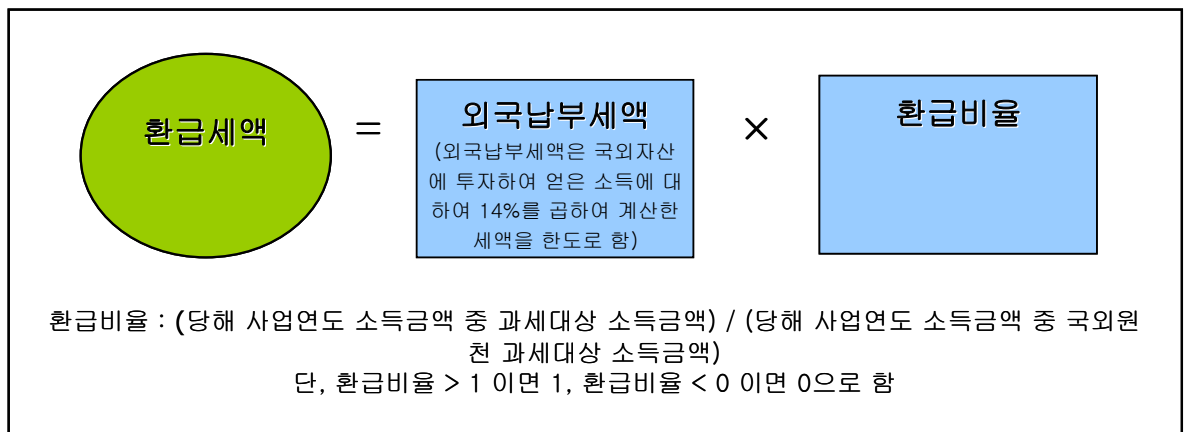 환급세액
=
외국납부세액
(외국납부세액은 국외자산
에 투자하여 얻은 소득에 대
하여 14%를 곱하여 계산한
세액을 한도로 함)
×
환급비율
환급비율 : (당해 사업연도 소득금액 중 과세대상 소득금액) / (당해 사업연도 소득금액 중 국외원
천 과세대상 소득금액)
단, 환급비율 > 1 이면 1, 환급비율 < 0 이면 0으로 함